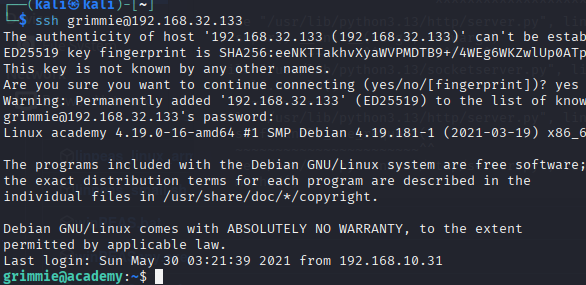 ┌──(kali㉿kali)-[~]
└─$ ssh grimmie@192.168.32.133
The authenticity of host '192.168.32.133 (192.168.32.133)' can't be estab
ED25519 key fingerprint is SHA256:eeNKTTakhvXyaWVPMDTB9+/4WEg6WKZwlUp0ATp
This key is not known by any other names.
Are you sure you want to continue connecting (yes/no/[fingerprint])? yes
Warning: Permanently added '192.168.32.133' (ED25519) to the list of know
grimmie@192.168.32.133's password:
Linux academy 4.19.0-16-amd64 #1 SMP Debian 4.19.181-1 (2021-03-19) x86_6
The programs included with the Debian GNU/Linux system are free software;
the exact distribution terms for each program are described in the
individual files in /usr/share/doc/*/copyright.
Debian GNU/Linux comes with ABSOLUTELY NO WARRANTY, to the extent
permitted by applicable law.
Last login: Sun May 30 03:21:39 2021 from 192.168.10.31
grimmie@academy:~$